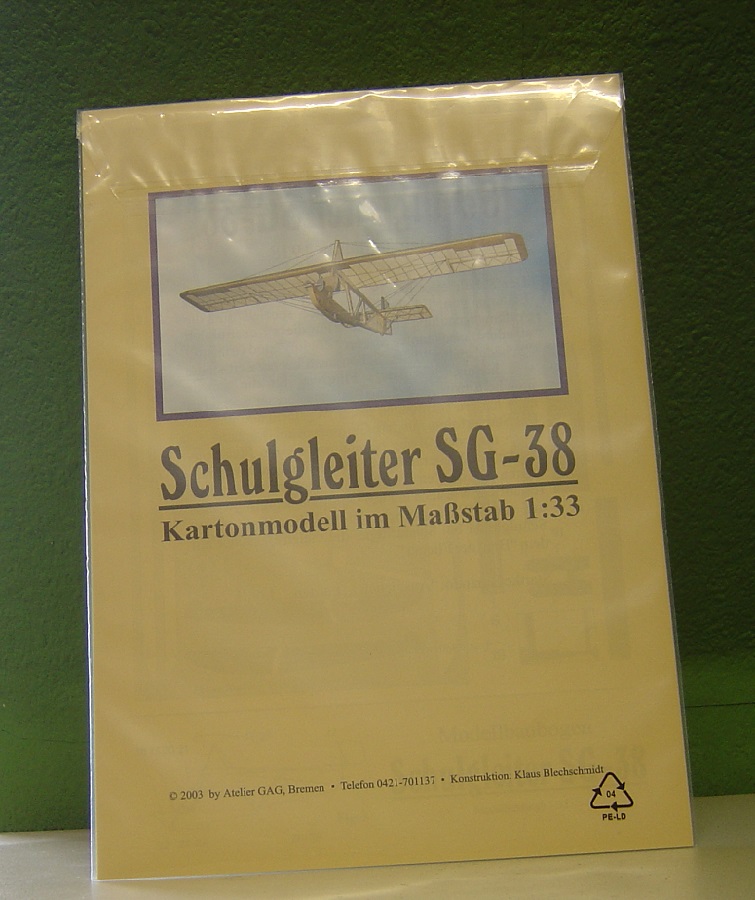 Schulgleiter SG-38
Kartonmodell im Maßstab 1:33
© 2003 by Atelier GAG, Bremen • Telefon 0421-701137 • Konstruktion: Klaus Blechschmidt
04
PE-LD